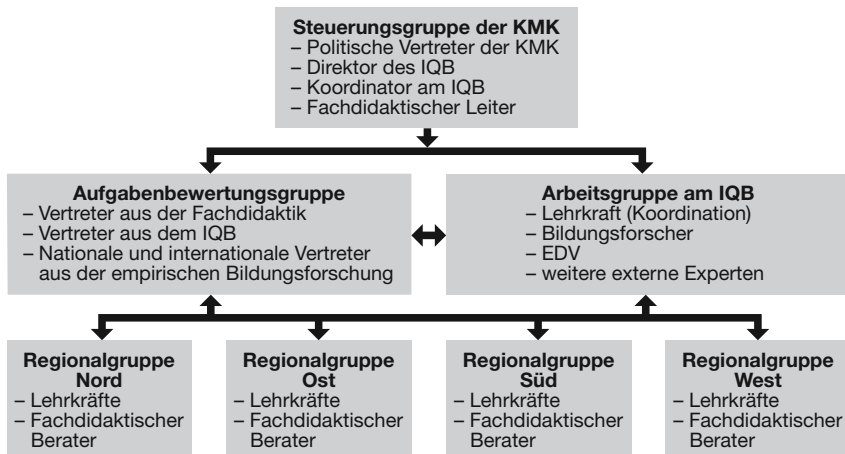 Steuerungsgruppe der KMK
– Politische Vertreter der KMK
– Direktor des IQB
– Koordinator am IQB
– Fachdidaktischer Leiter
Aufgabenbewertungsgruppe
– Vertreter aus der Fachdidaktik
– Vertreter aus dem IQB
– Nationale und internationale Vertreter
aus der empirischen Bildungsforschung
Arbeitsgruppe am IQB
– Lehrkraft (Koordination)
– Bildungsforscher
– EDV
– weitere externe Experten
Regionalgruppe
Nord
– Lehrkräfte
– Fachdidaktischer
Berater
Regionalgruppe
Ost
– Lehrkräfte
– Fachdidaktischer
Berater
Regionalgruppe
Süd
– Lehrkräfte
– Fachdidaktischer
Berater
Regionalgruppe
West
– Lehrkräfte
– Fachdidaktischer
Berater